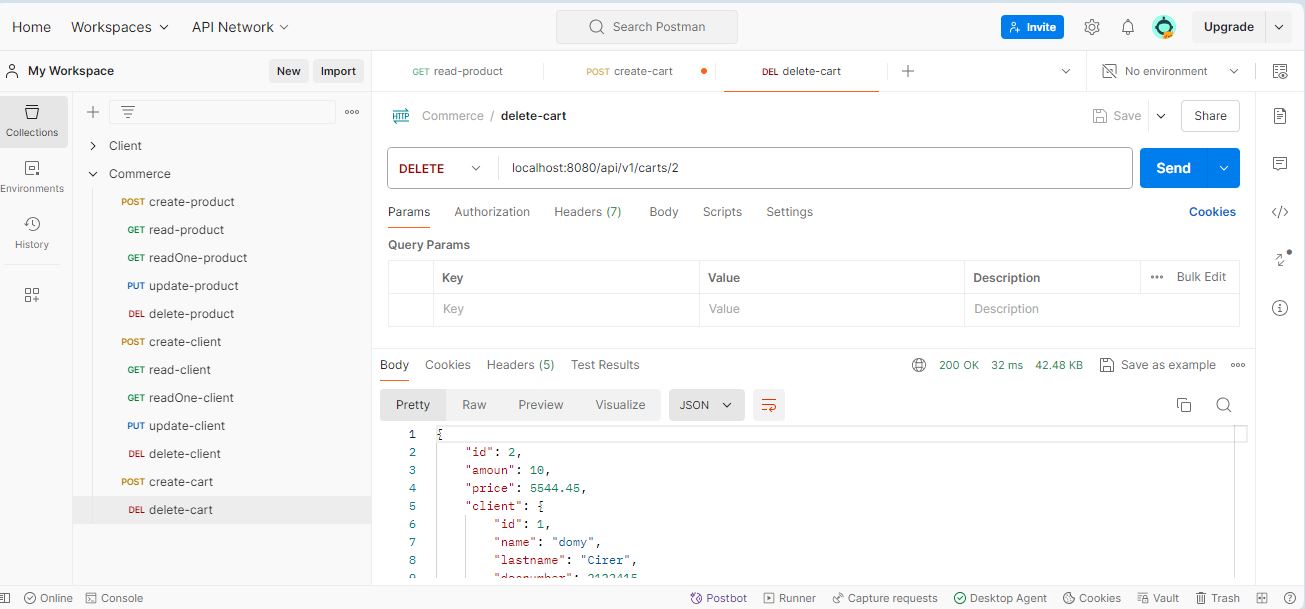 Home Workspaces API Network Search Postman Invite Upgrade
My Workspace New Import GET read-product POST create-cart DEL delete-cart No environment
Collections
Environments
History
Client
Commerce
POST create-product
GET read-product
GET readOne-product
PUT update-product
DEL delete-product
POST create-client
GET read-client
GET readOne-client
PUT update-client
DEL delete-client
POST create-cart
DEL delete-cart
HTTP Commerce / delete-cart Save Share
DELETE localhost:8080/api/v1/carts/2 Send
Params Authorization Headers (7) Body Scripts Settings Cookies
Query Params
Key Value Description Bulk Edit
Key Value Description
Body Cookies Headers (5) Test Results 200 OK 32 ms 42.48 KB Save as example
Pretty Raw Preview Visualize JSON
1 {
2 "id": 2,
3 "amoun": 10,
4 "price": 5544.45,
5 "client": {
6 "id": 1,
7 "name": "domy",
8 "lastname": "Cirer",
9 "docnumber": 2122415
Online Console Postbot Runner Capture requests Desktop Agent Cookies Vault Trash